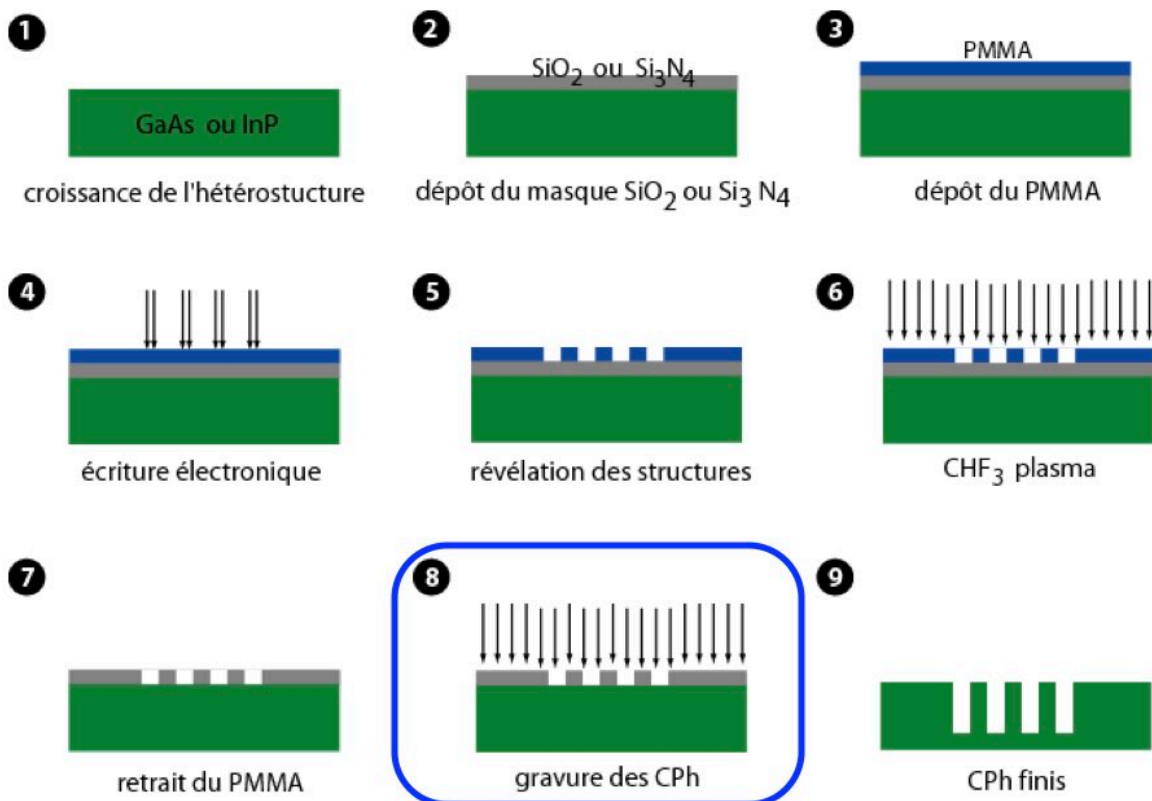 1
GaAs ou InP
croissance de l'hétérostucture
2
SiO2 ou Si3N4
dépôt du masque SiO2 ou Si3 N4
3
PMMA
dépôt du PMMA
4
écriture électronique
5
révélation des structures
6
CHF3 plasma
7
retrait du PMMA
8
gravure des CPh
9
CPh finis